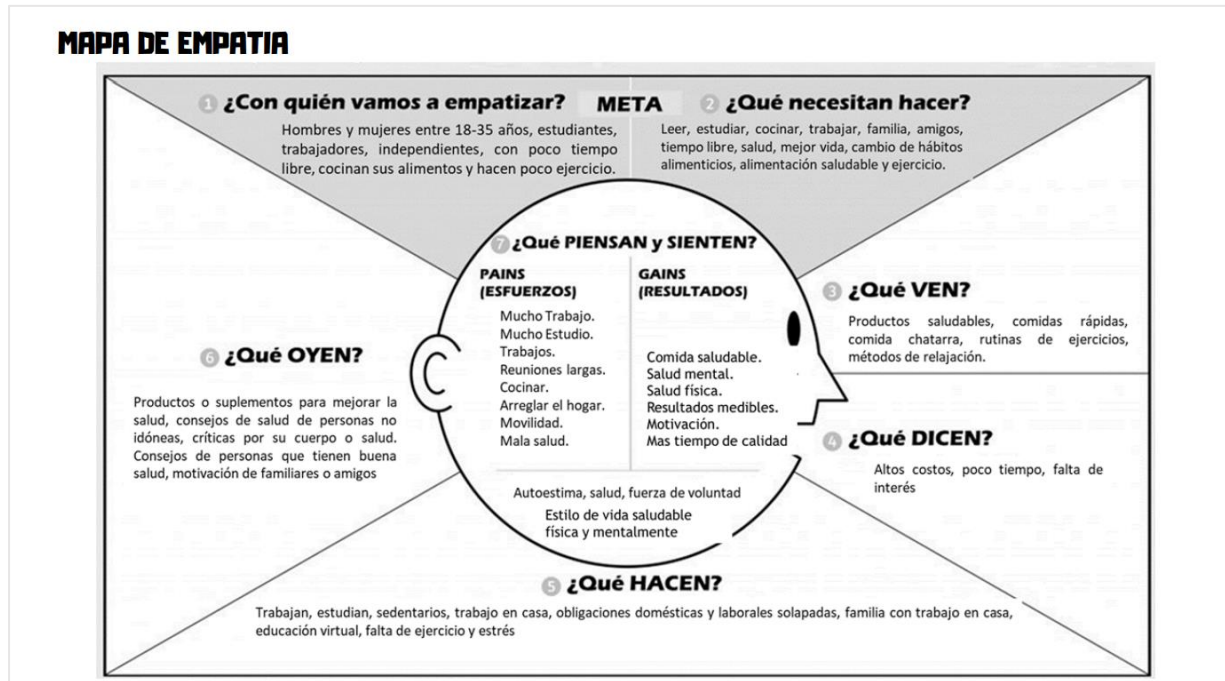 MAPA DE EMPATIA
1 ¿Con quién vamos a empatizar?
META
2 ¿Qué necesitan hacer?
Hombres y mujeres entre 18-35 años, estudiantes,
trabajadores, independientes, con poco tiempo
libre, cocinan sus alimentos y hacen poco ejercicio.
Leer, estudiar, cocinar, trabajar, familia, amigos,
tiempo libre, salud, mejor vida, cambio de hábitos
alimenticios, alimentación saludable y ejercicio.
3 ¿Qué VEN?
Productos saludables, comidas rápidas,
comida chatarra, rutinas de ejercicios,
métodos de relajación.
4 ¿Qué DICEN?
Altos costos, poco tiempo, falta de
interés
5 ¿Qué HACEN?
Trabajan, estudian, sedentarios, trabajo en casa, obligaciones domésticas y laborales solapadas, familia con trabajo en casa,
educación virtual, falta de ejercicio y estrés
6 ¿Qué OYEN?
Productos o suplementos para mejorar la
salud, consejos de salud de personas no
idóneas, críticas por su cuerpo o salud.
Consejos de personas que tienen buena
salud, motivación de familiares o amigos
7 ¿Qué PIENSAN y SIENTEN?
PAINS
(ESFUERZOS)
Mucho Trabajo.
Mucho Estudio.
Trabajos.
Reuniones largas.
Cocinar.
Arreglar el hogar.
Movilidad.
Mala salud.
GAINS
(RESULTADOS)
Comida saludable.
Salud mental.
Salud física.
Resultados medibles.
Motivación.
Mas tiempo de calidad
Autoestima, salud, fuerza de voluntad
Estilo de vida saludable
física y mentalmente